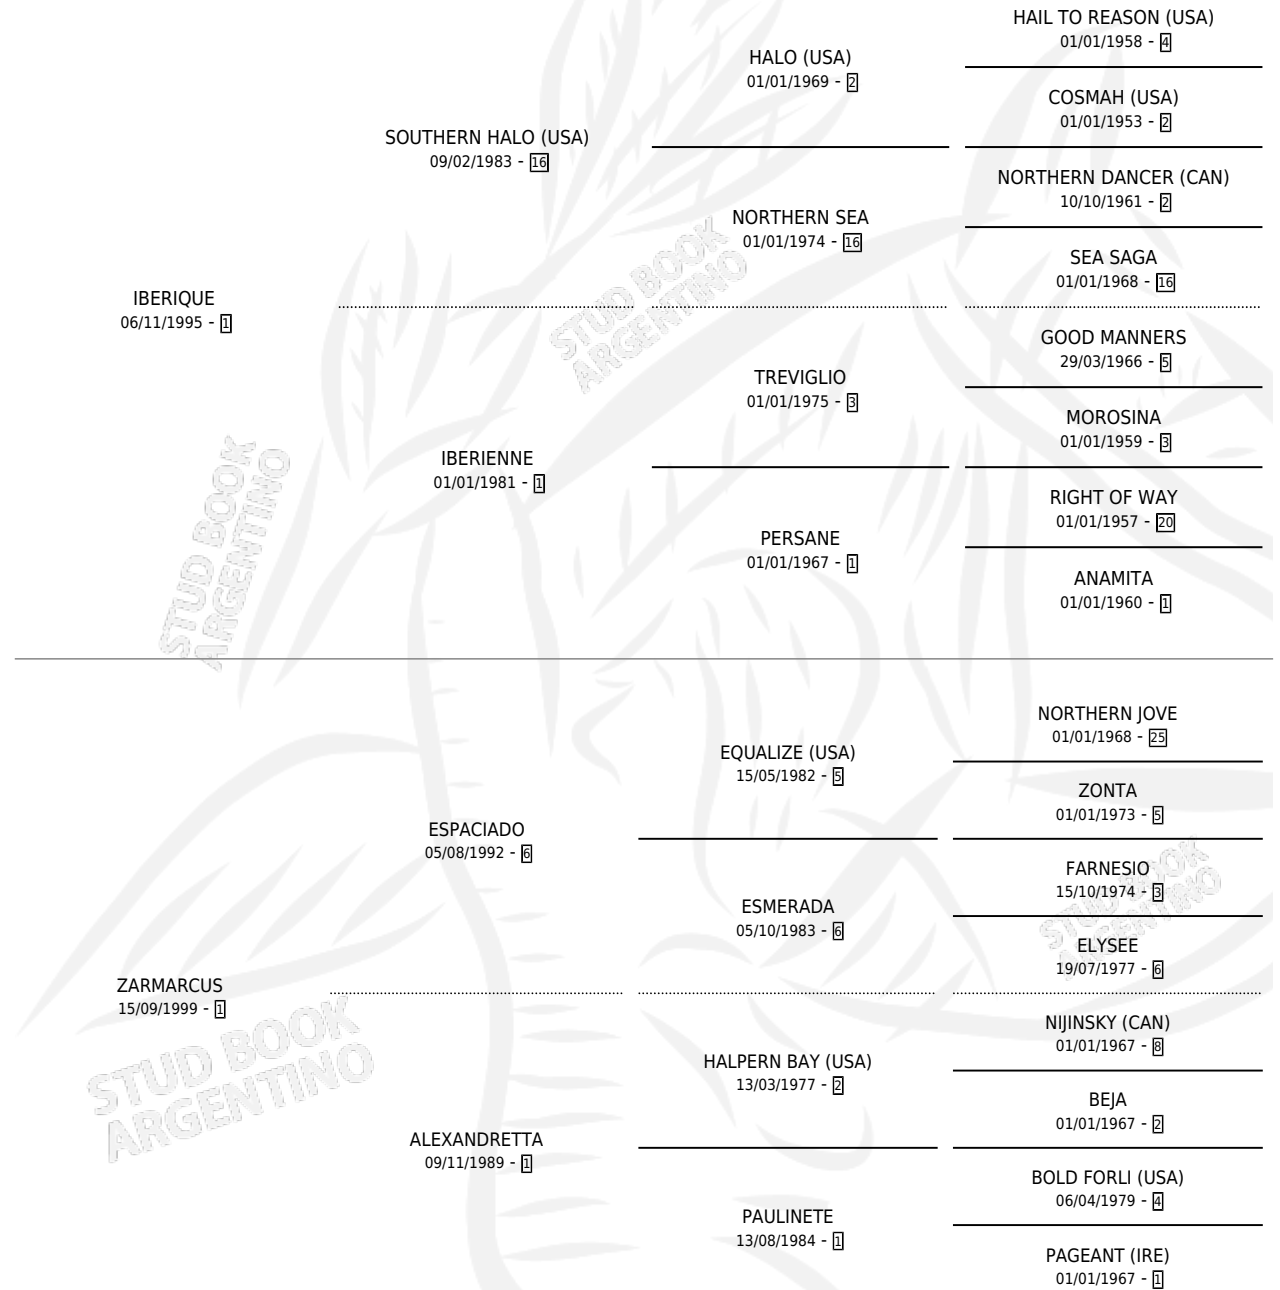 HAIL TO REASON (USA)
01/01/1958 - 4
HALO (USA)
01/01/1969 - 2
COSMAH (USA)
01/01/1953 - 2
SOUTHERN HALO (USA)
09/02/1983 - 16
NORTHERN DANCER (CAN)
10/10/1961 - 2
NORTHERN SEA
01/01/1974 - 16
SEA SAGA
01/01/1968 - 16
IBERIQUE
06/11/1995 - 1
GOOD MANNERS
29/03/1966 - 5
TREVIGLIO
01/01/1975 - 3
MOROSINA
01/01/1959 - 3
IBERIENNE
01/01/1981 - 1
RIGHT OF WAY
01/01/1957 - 20
PERSANE
01/01/1967 - 1
ANAMITA
01/01/1960 - 1
NORTHERN JOVE
01/01/1968 - 25
EQUALIZE (USA)
15/05/1982 - 5
ZONTA
01/01/1973 - 5
ESPACIADO
05/08/1992 - 6
FARNESIO
15/10/1974 - 3
ESMERADA
05/10/1983 - 6
ELYSEE
19/07/1977 - 6
ZARMARCUS
15/09/1999 - 1
NIJINSKY (CAN)
01/01/1967 - 8
HALPERN BAY (USA)
13/03/1977 - 2
BEJA
01/01/1967 - 2
ALEXANDRETTA
09/11/1989 - 1
BOLD FORLI (USA)
06/04/1979 - 4
PAULINETE
13/08/1984 - 1
PAGEANT (IRE)
01/01/1967 - 1
STUD BOOK
ARGENTINO
STUD BOOK
ARGENTINO
STUD BOOK
ARGENTINO
STUD BOOK
ARGENTINO